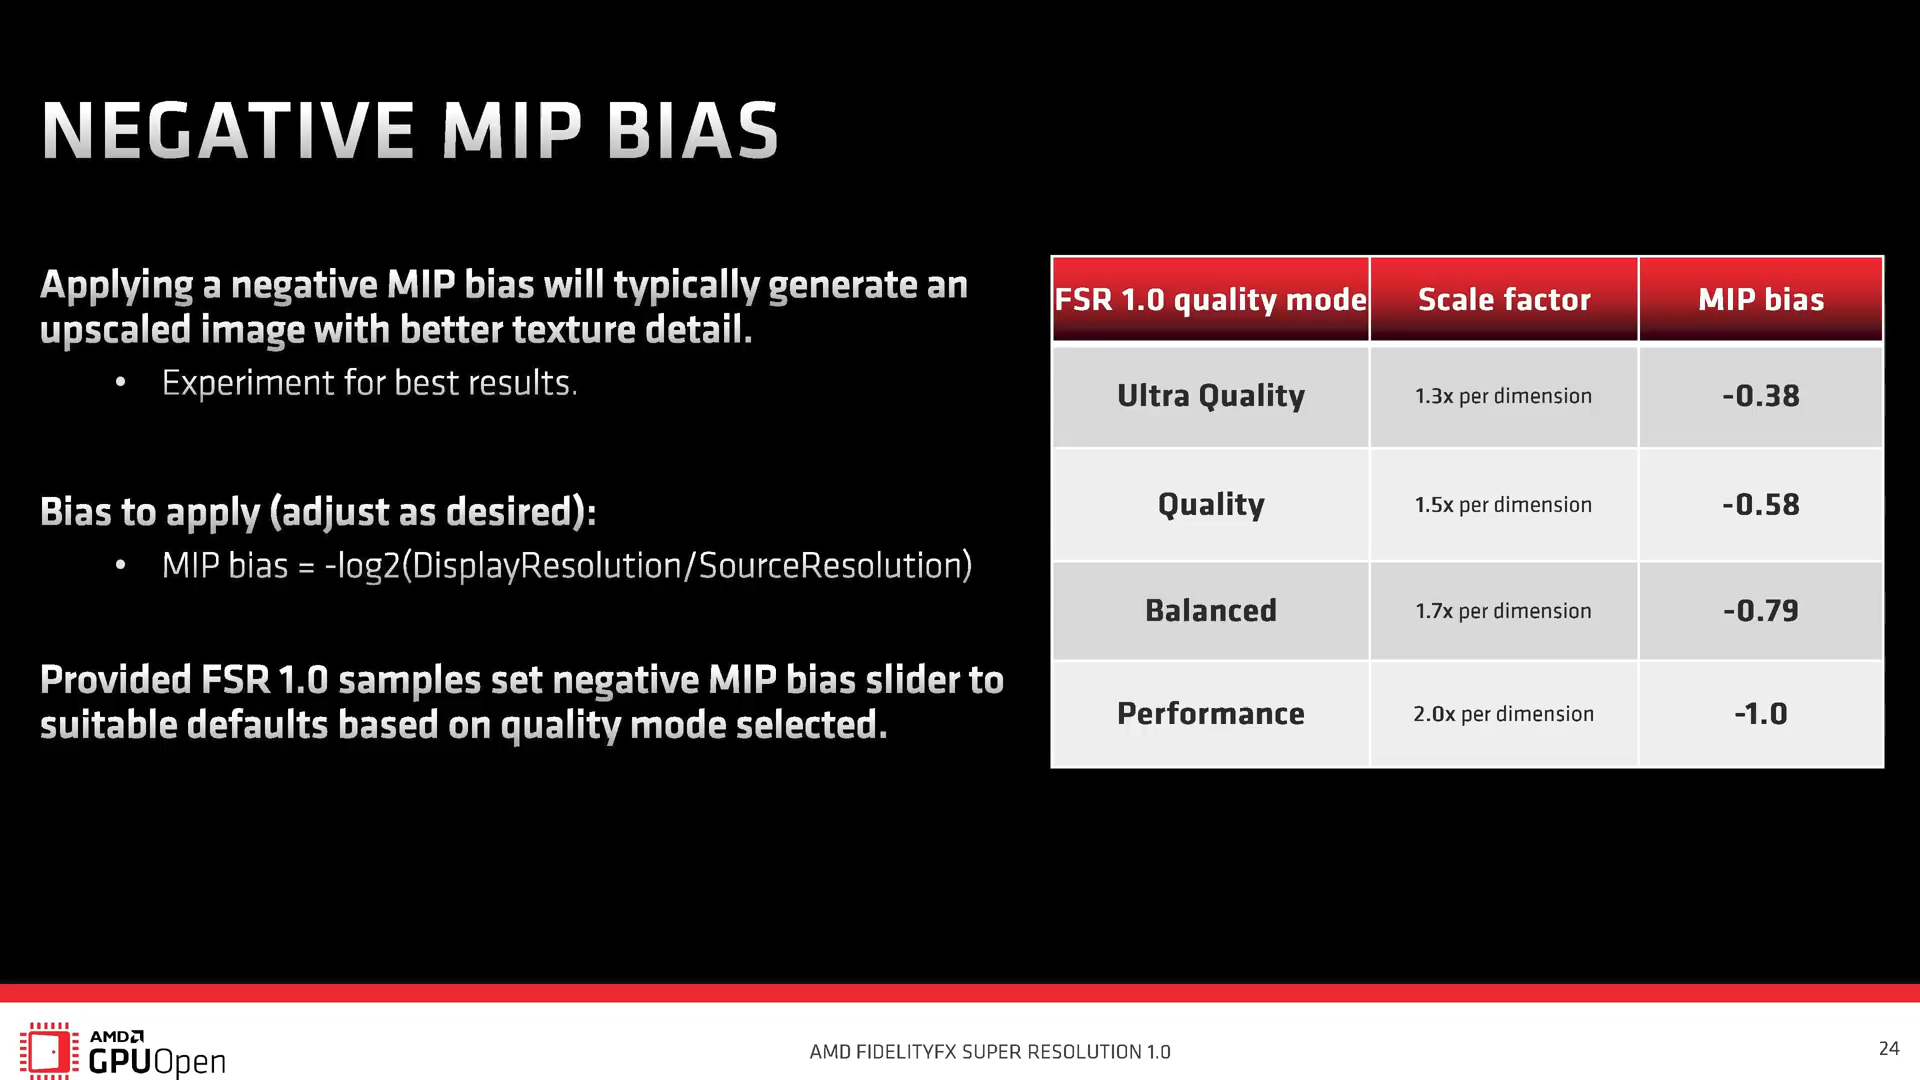 NEGATIVE MIP BIAS
Applying a negative MIP bias will typically generate an
upscaled image with better texture detail.
• Experiment for best results.
Bias to apply (adjust as desired):
• MIP bias = -log2(DisplayResolution/SourceResolution)
Provided FSR 1.0 samples set negative MIP bias slider to
suitable defaults based on quality mode selected.
FSR 1.0 quality mode Scale factor MIP bias
Ultra Quality 1.3x per dimension -0.38
Quality 1.5x per dimension -0.58
Balanced 1.7x per dimension -0.79
Performance 2.0x per dimension -1.0
AMD
GPUOpen
AMD FIDELITYFX SUPER RESOLUTION 1.0
24